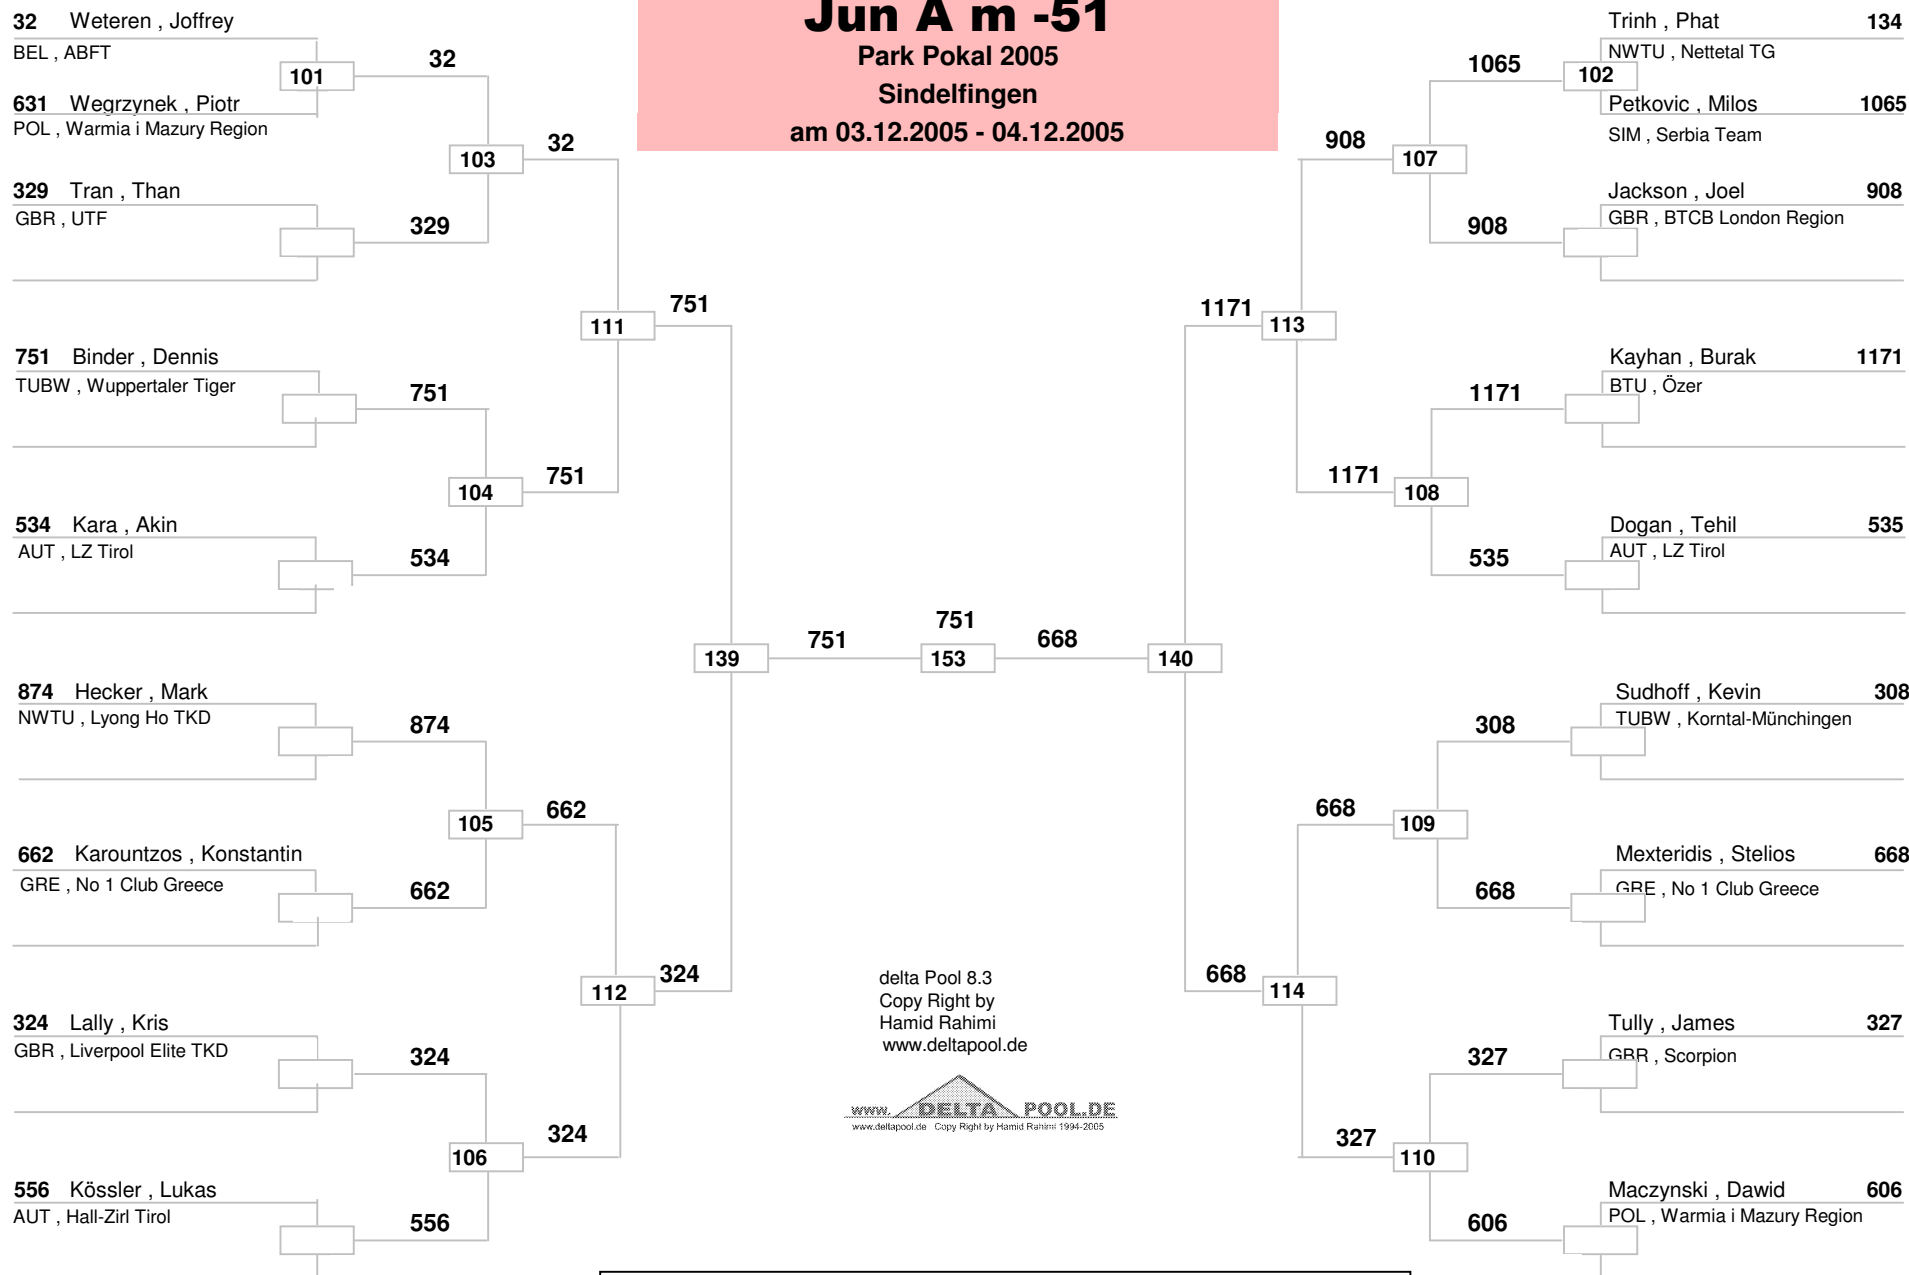 Jun A m -51
Park Pokal 2005
Sindelfingen
am 03.12.2005 - 04.12.2005
32 Weteren , Joffrey
BEL , ABFT
101
32
631 Wegrzynek , Piotr
POL , Warmia i Mazury Region
103
32
329 Tran , Than
GBR , UTF
329
111
751
751 Binder , Dennis
TUBW , Wuppertaler Tiger
751
104
751
534 Kara , Akin
AUT , LZ Tirol
534
139
751
751
153
668
140
874 Hecker , Mark
NWTU , Lyong Ho TKD
874
105
662
662 Karountzos , Konstantin
GRE , No 1 Club Greece
662
112
324
324 Lally , Kris
GBR , Liverpool Elite TKD
324
106
324
556 Kössler , Lukas
AUT , Hall-Zirl Tirol
556
Trinh , Phat 134
NWTU , Nettetal TG
1065
102
Petkovic , Milos 1065
SIM , Serbia Team
908
107
Jackson , Joel 908
GBR , BTCB London Region
908
1171
113
Kayhan , Burak 1171
BTU , Özer
1171
1171
108
Dogan , Tehil 535
AUT , LZ Tirol
535
Sudhoff , Kevin 308
TUBW , Korntal-Münchingen
308
668
109
Mexteridis , Stelios 668
GRE , No 1 Club Greece
668
668
114
Tully , James 327
GBR , Scorpion
327
327
110
Maczynski , Dawid 606
POL , Warmia i Mazury Region
606
delta Pool 8.3
Copy Right by
Hamid Rahimi
www.deltapool.de
www. DELTA POOL.DE
www.deltapool.de Copy Right by Hamid Rahimi 1994-2005